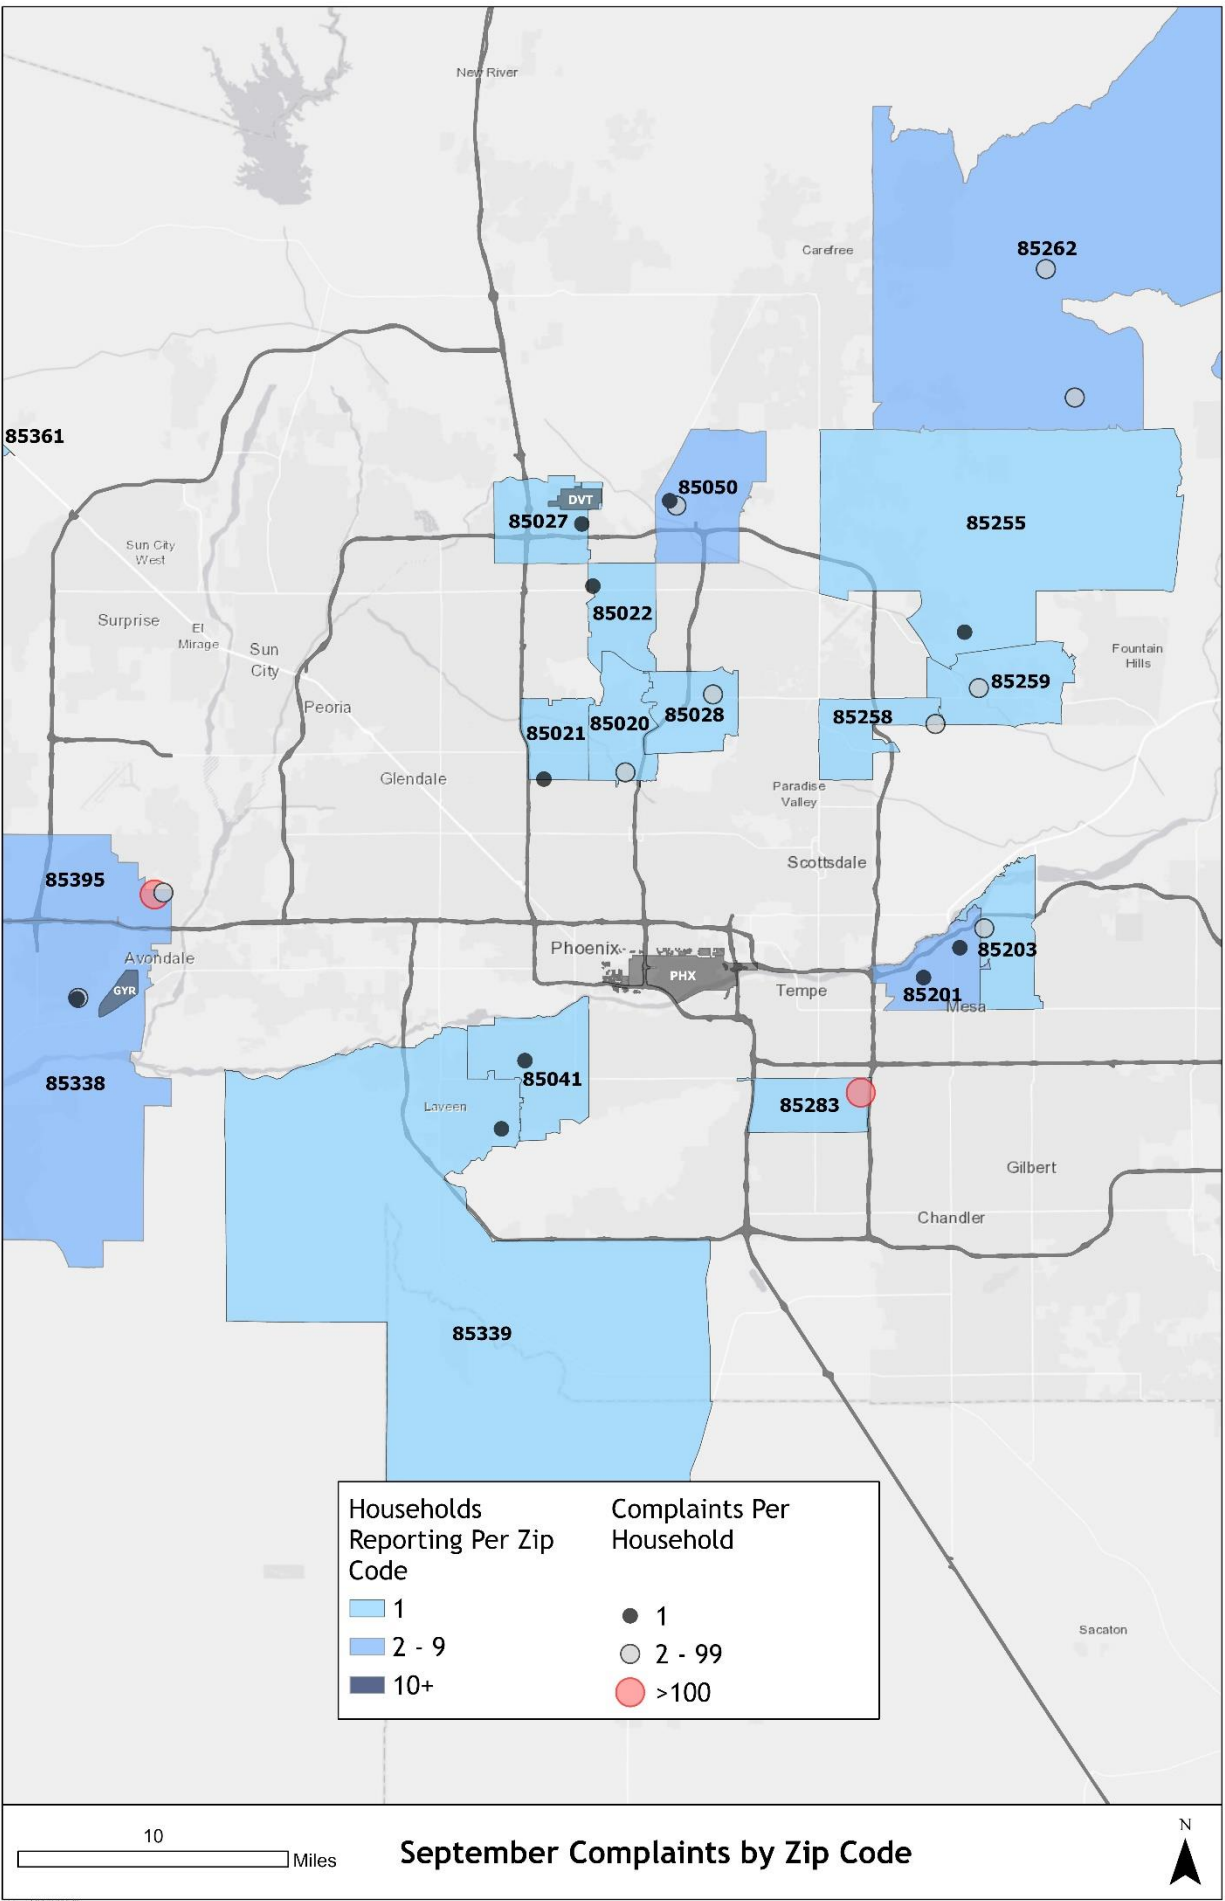 New River
Carefree
85262
85361
85050
DVT
85027
85255
Sun City
West
85022
Surprise
El
Mirage
Sun
City
Fountain
Hills
85259
Peoria
85028
85258
85020
85021
Glendale
Paradise
Valley
Scottsdale
85395
Phoenix
85203
Avondale
PHX
GYR
Tempe
85201
Mesa
85338
85041
Laveen
85283
Gilbert
Chandler
85339
Households
Reporting Per Zip
Code
1
2 - 9
10+
Complaints Per
Household
1
2 - 99
>100
Sacaton
10
Miles
September Complaints by Zip Code
N